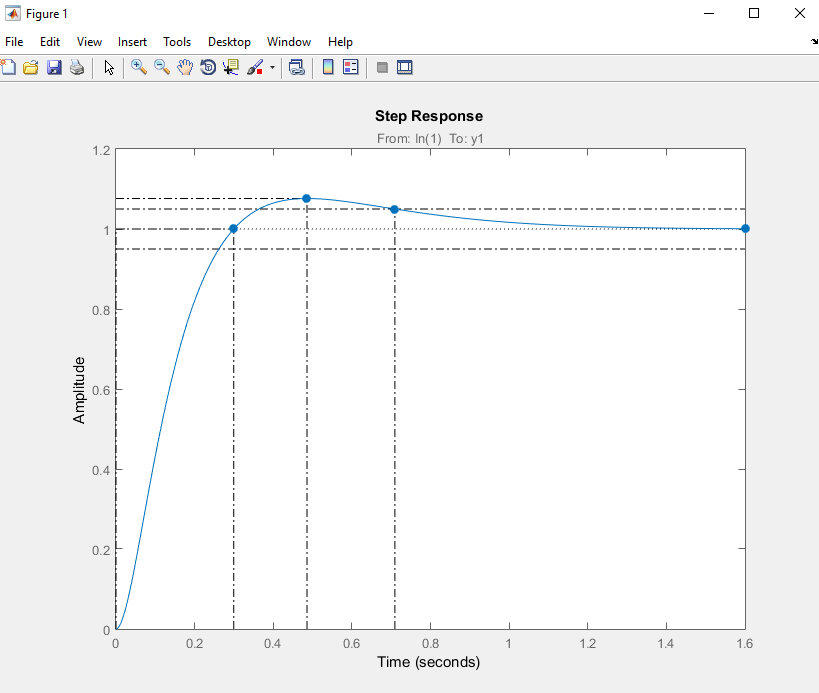 Figure 1
File Edit View Insert Tools Desktop Window Help
Step Response
From: In(1) To: y1
1.2
1
0.8
0.6
0.4
0.2
0
Amplitude
0 0.2 0.4 0.6 0.8 1 1.2 1.4 1.6
Time (seconds)